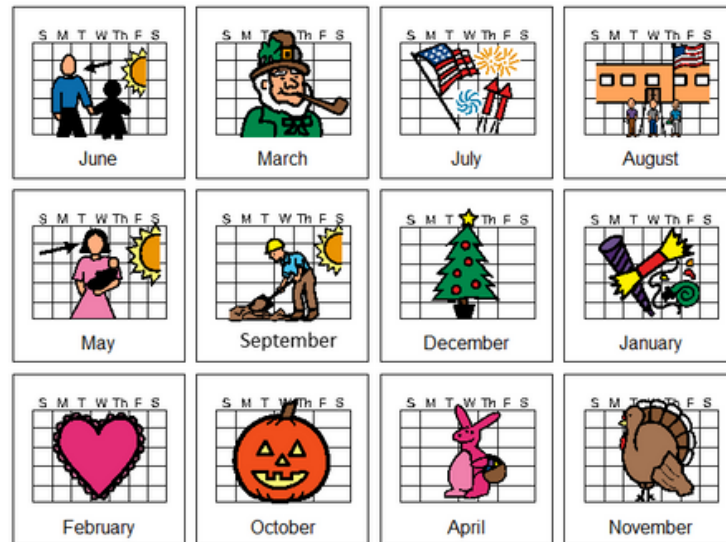 S M T W Th F S
June
S M T W Th F S
March
S M T W Th F S
July
S M T W Th F S
August
S M T W Th F S
May
S M T W Th F S
September
S M Th F S
December
S M T W Th F S
January
S M T W Th F S
February
S M T W Th F S
October
S M T W Th F S
April
S M T W Th F S
November